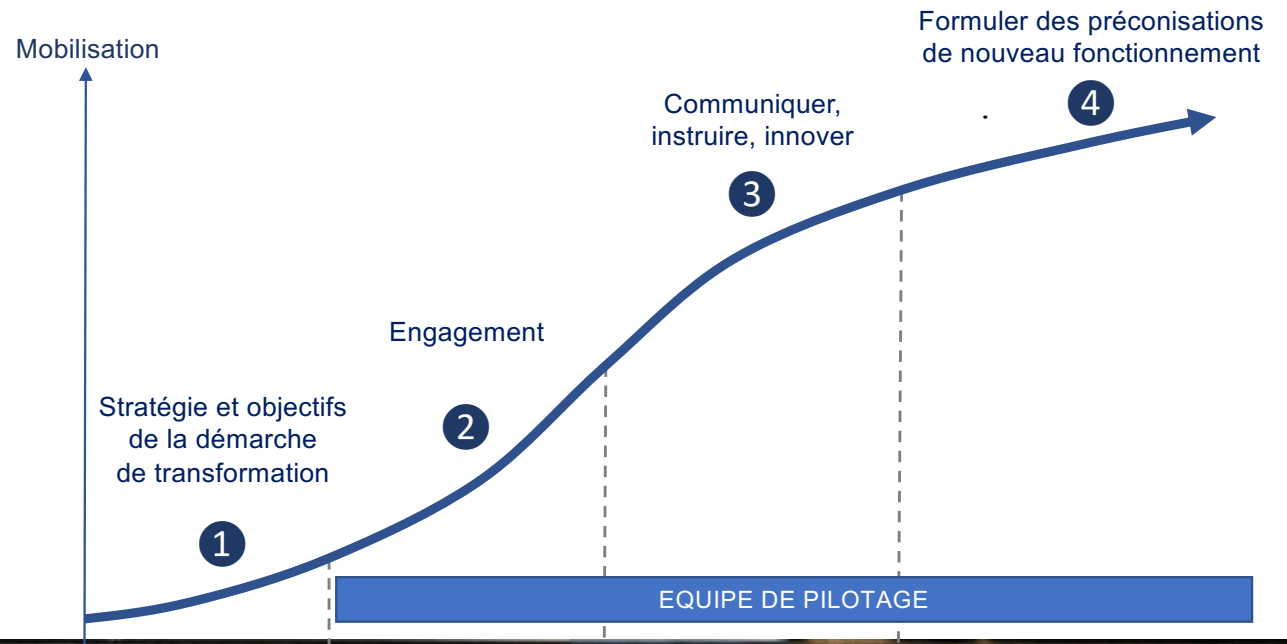 Mobilisation
Formuler des préconisations
de nouveau fonctionnement
4
Communiquer,
instruire, innover
3
Engagement
2
Stratégie et objectifs
de la démarche
de transformation
1
EQUIPE DE PILOTAGE